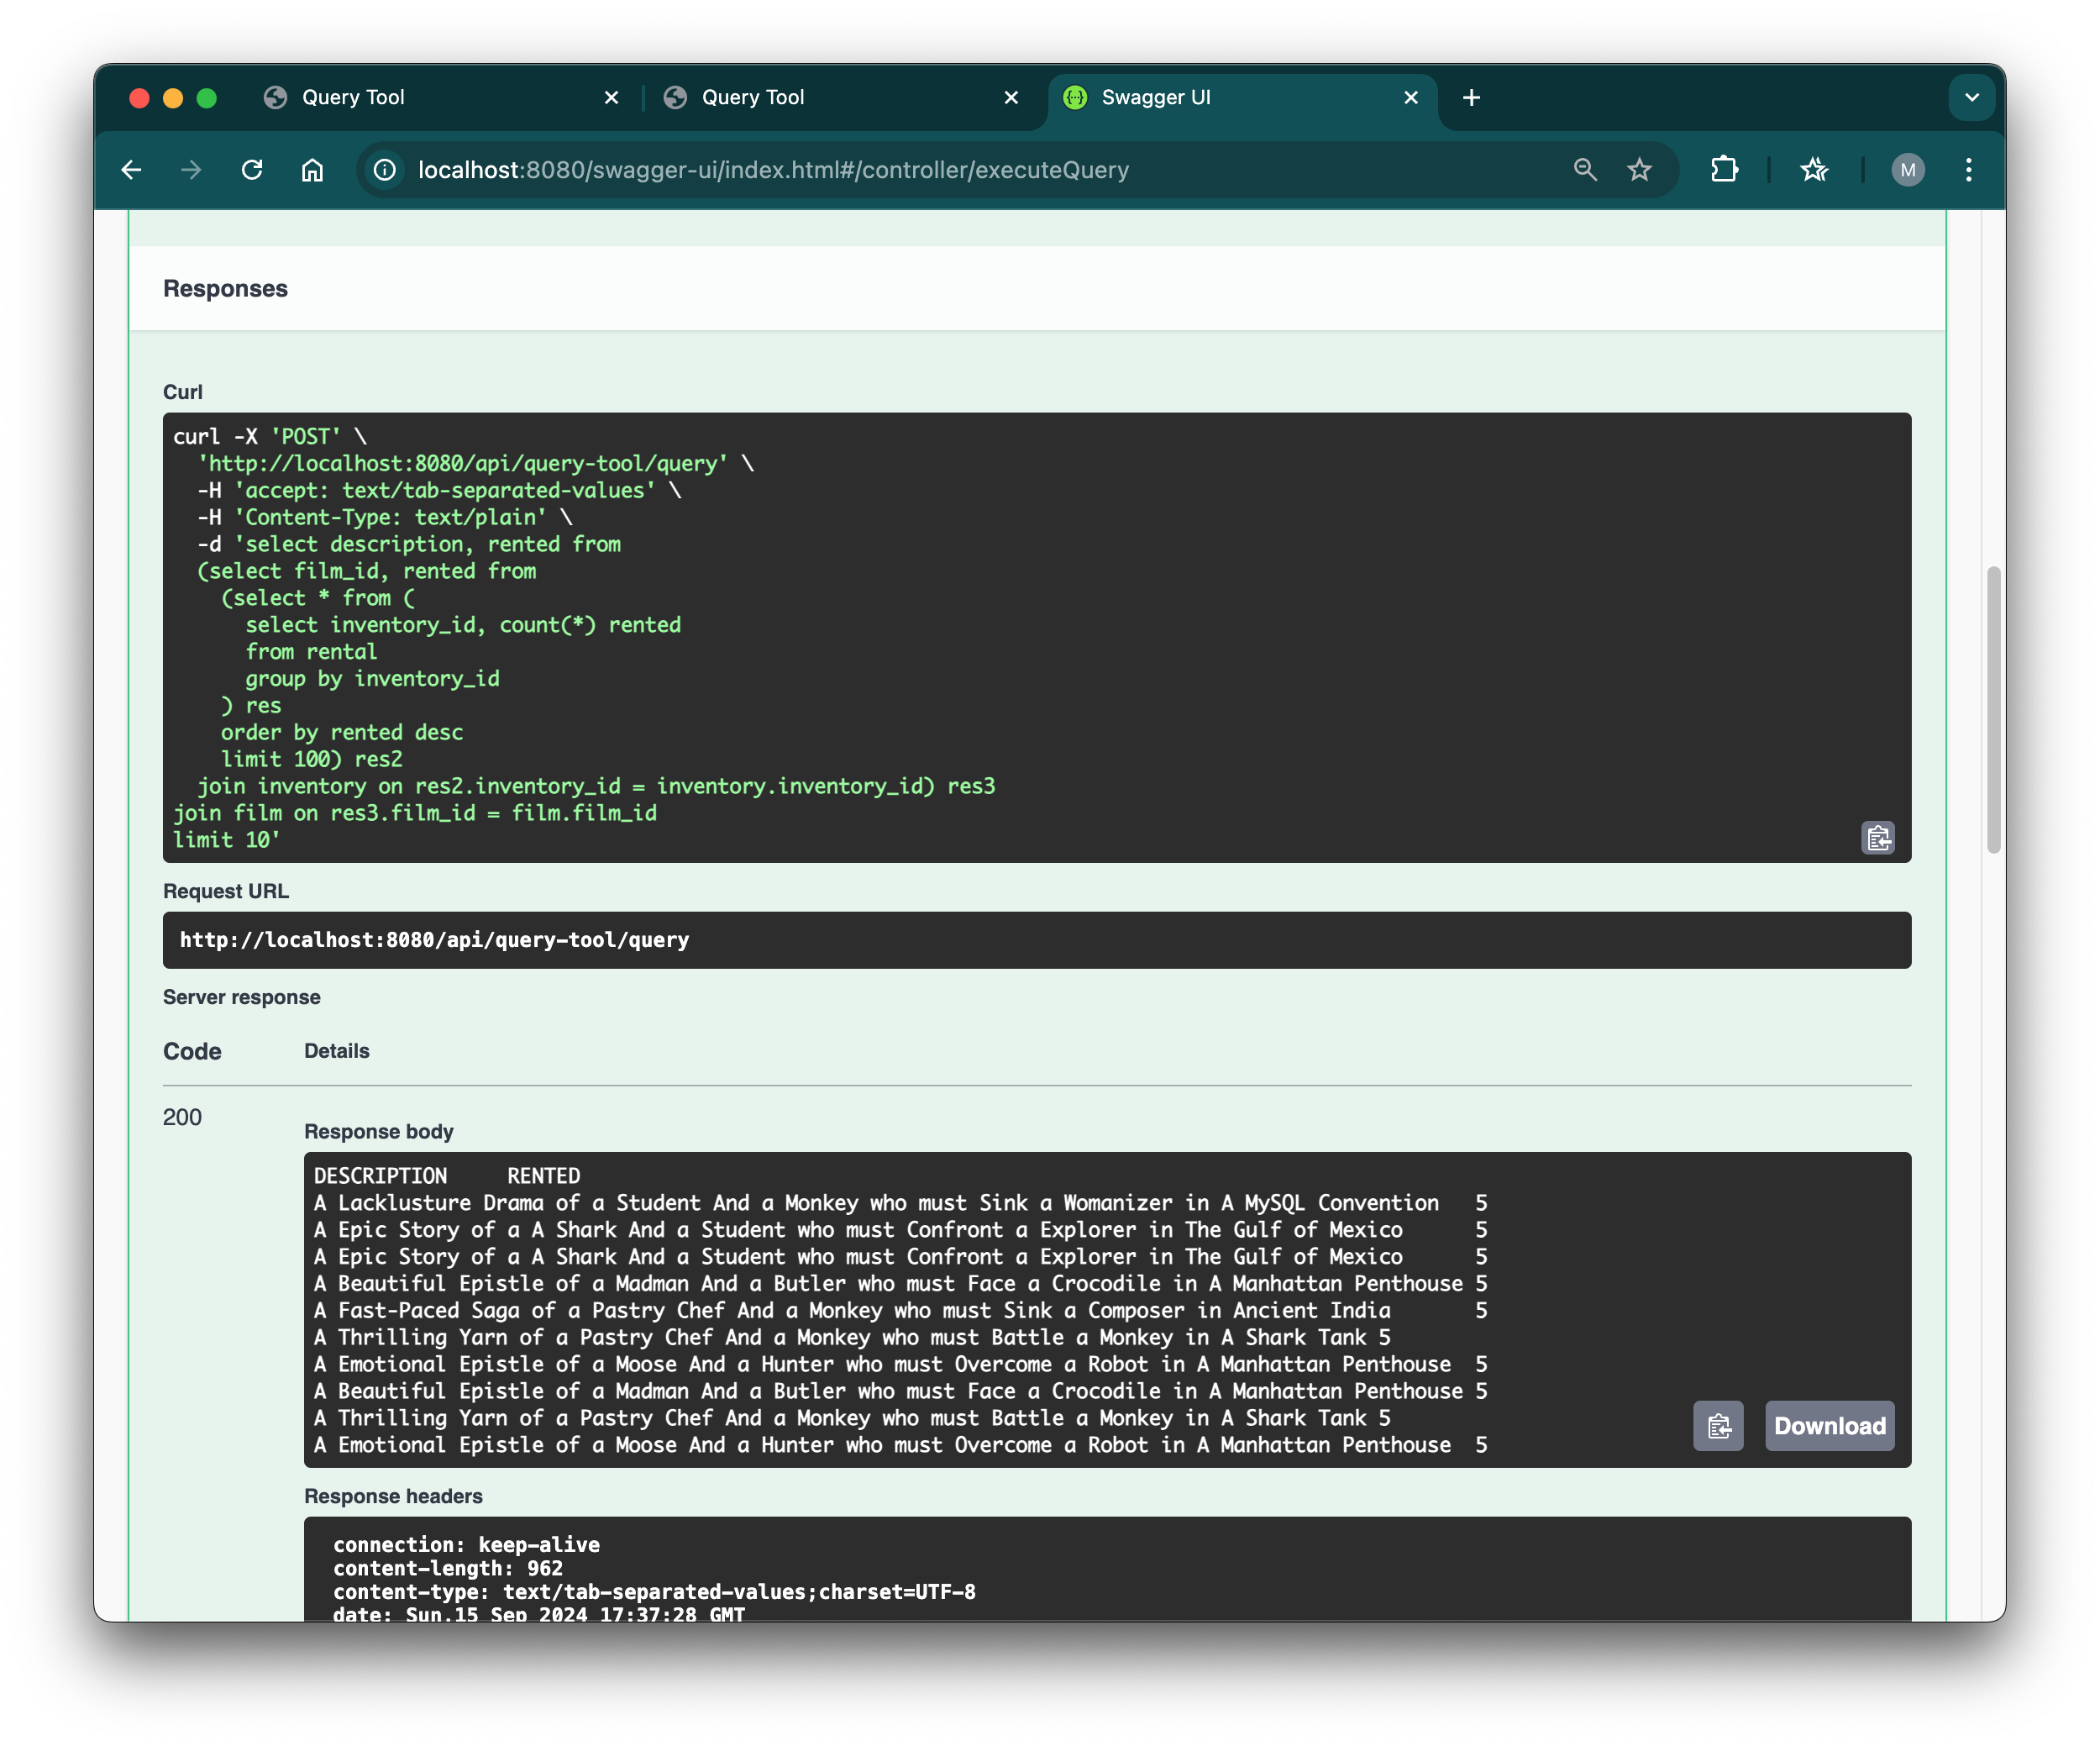 Query Tool
Query Tool
Swagger UI
localhost:8080/swagger-ui/index.html#/controller/executeQuery
M
Responses
Curl
curl -X 'POST' \
  'http://localhost:8080/api/query-tool/query' \
  -H 'accept: text/tab-separated-values' \
  -H 'Content-Type: text/plain' \
  -d 'select description, rented from
  (select film_id, rented from
    (select * from (
      select inventory_id, count(*) rented
      from rental
      group by inventory_id
    ) res
    order by rented desc
    limit 100) res2
  join inventory on res2.inventory_id = inventory.inventory_id) res3
join film on res3.film_id = film.film_id
limit 10'
Request URL
http://localhost:8080/api/query-tool/query
Server response
Code Details
200
Response body
DESCRIPTION RENTED
A Lacklusture Drama of a Student And a Monkey who must Sink a Womanizer in A MySQL Convention 5
A Epic Story of a A Shark And a Student who must Confront a Explorer in The Gulf of Mexico 5
A Epic Story of a A Shark And a Student who must Confront a Explorer in The Gulf of Mexico 5
A Beautiful Epistle of a Madman And a Butler who must Face a Crocodile in A Manhattan Penthouse 5
A Fast-Paced Saga of a Pastry Chef And a Monkey who must Sink a Composer in Ancient India 5
A Thrilling Yarn of a Pastry Chef And a Monkey who must Battle a Monkey in A Shark Tank 5
A Emotional Epistle of a Moose And a Hunter who must Overcome a Robot in A Manhattan Penthouse 5
A Beautiful Epistle of a Madman And a Butler who must Face a Crocodile in A Manhattan Penthouse 5
A Thrilling Yarn of a Pastry Chef And a Monkey who must Battle a Monkey in A Shark Tank 5
A Emotional Epistle of a Moose And a Hunter who must Overcome a Robot in A Manhattan Penthouse 5
Download
Response headers
connection: keep-alive
content-length: 962
content-type: text/tab-separated-values;charset=UTF-8
date: Sun,15 Sep 2024 17:37:28 GMT